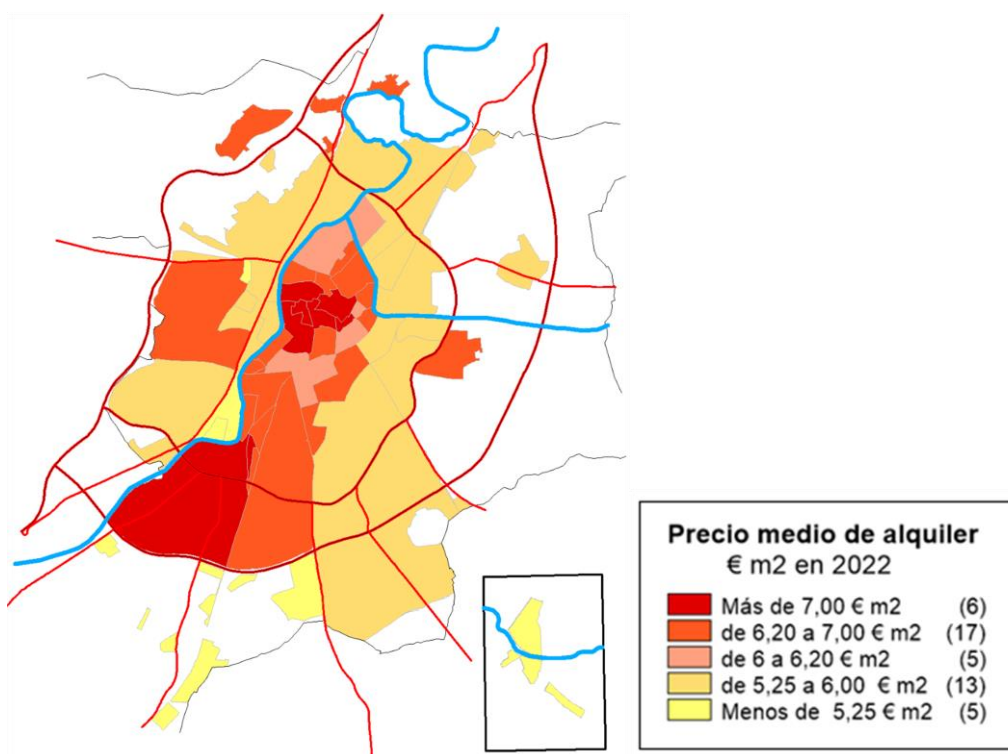 Precio medio de alquiler
€ m2 en 2022
Más de 7,00 € m2 (6)
de 6,20 a 7,00 € m2 (17)
de 6 a 6,20 € m2 (5)
de 5,25 a 6,00 € m2 (13)
Menos de 5,25 € m2 (5)